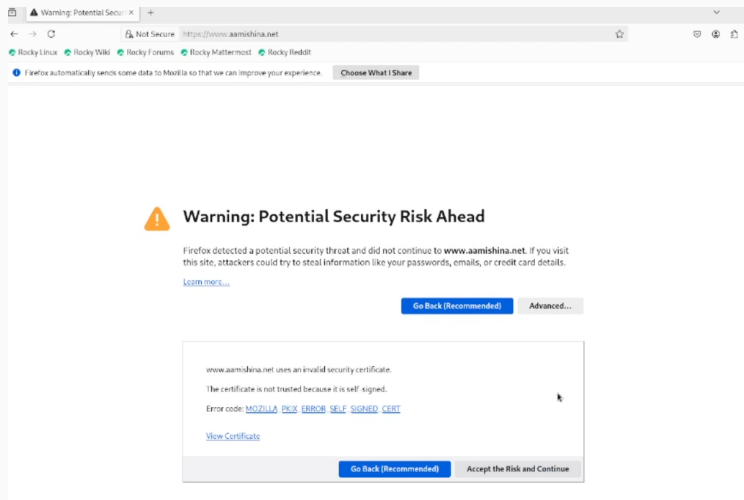 Warning: Potential Securi
Not Secure https://www.aamishina.net
Rocky Linux Rocky Wiki Rocky Forums Rocky Mattermost Rocky Reddit
Firefox automatically sends some data to Mozilla so that we can improve your experience. Choose What I Share
Warning: Potential Security Risk Ahead
Firefox detected a potential security threat and did not continue to www.aamishina.net. If you visit
this site, attackers could try to steal information like your passwords, emails, or credit card details.
Learn more...
Go Back (Recommended) Advanced...
www.aamishina.net uses an invalid security certificate.
The certificate is not trusted because it is self-signed.
Error code: MOZILLA_PKIX_ERROR_SELF_SIGNED_CERT
View Certificate
Go Back (Recommended) Accept the Risk and Continue